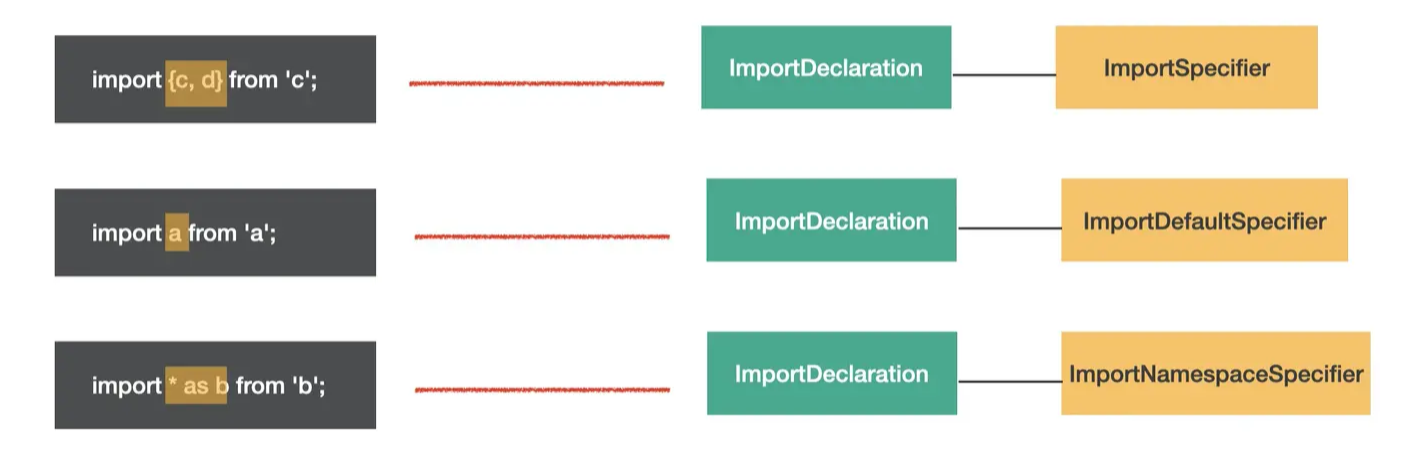 import {c, d} from 'c';
ImportDeclaration
ImportSpecifier
import a from 'a';
ImportDeclaration
ImportDefaultSpecifier
import * as b from 'b';
ImportDeclaration
ImportNamespaceSpecifier